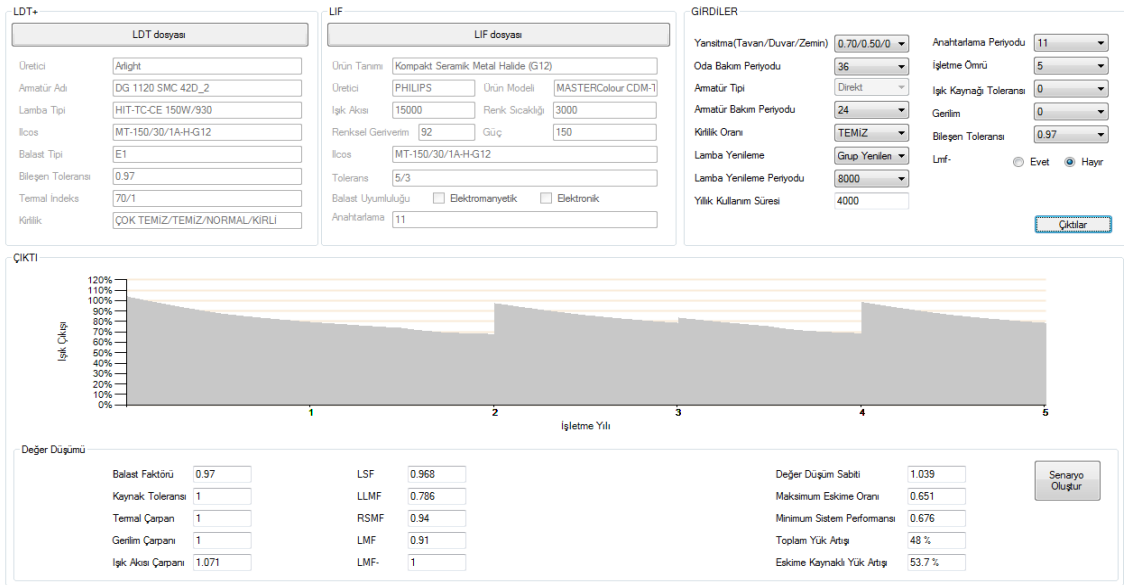 LDT+
LDT dosyası
Üretici Arlight
Armatür Adı DG 1120 SMC 42D_2
Lamba Tipi HIT-TC-CE 150W/930
Ilcos MT-150/30/1A-H-G12
Balast Tipi E1
Bileşen Toleransı 0.97
Termal İndeks 70/1
Kirlilik ÇOK TEMİZ/TEMİZ/NORMAL/KİRLİ
LIF
LIF dosyası
Ürün Tanımı Kompakt Seramik Metal Halide (G12)
Üretici PHILIPS Ürün Modeli MASTERColour CDM-T
Işık Akısı 15000 Renk Sıcaklığı 3000
Renksel Geriverim 92 Güç 150
Ilcos MT-150/30/1A-H-G12
Tolerans 5/3
Balast Uyumluluğu Elektromanyetik Elektronik
Anahtarlama 11
GİRDİLER
Yansıtma(Tavan/Duvar/Zemin) 0.70/0.50/0
Oda Bakım Periyodu 36
Armatür Tipi Direkt
Armatür Bakım Periyodu 24
Kirlilik Oranı TEMİZ
Lamba Yenileme Grup Yenilen
Lamba Yenileme Periyodu 8000
Yıllık Kullanım Süresi 4000
Anahtarlama Periyodu 11
İşletme Ömrü 5
Işık Kaynağı Toleransı 0
Gerilim 0
Bileşen Toleransı 0.97
Lmf- Evet Hayır
Çıktılar
ÇIKTI
Işık Çıkışı
120%
110%
100%
90%
80%
70%
60%
50%
40%
30%
20%
10%
0%
1 2 3 4 5
İşletme Yılı
Değer Düşümü
Balast Faktörü 0.97
Kaynak Toleransı 1
Termal Çarpan 1
Gerilim Çarpanı 1
Işık Akısı Çarpanı 1.071
LSF 0.968
LLMF 0.786
RSMF 0.94
LMF 0.91
LMF- 1
Değer Düşüm Sabiti 1.039
Maksimum Eskime Oranı 0.651
Minimum Sistem Performansı 0.676
Toplam Yük Artışı 48 %
Eskime Kaynaklı Yük Artışı 53.7 %
Senaryo
Oluştur